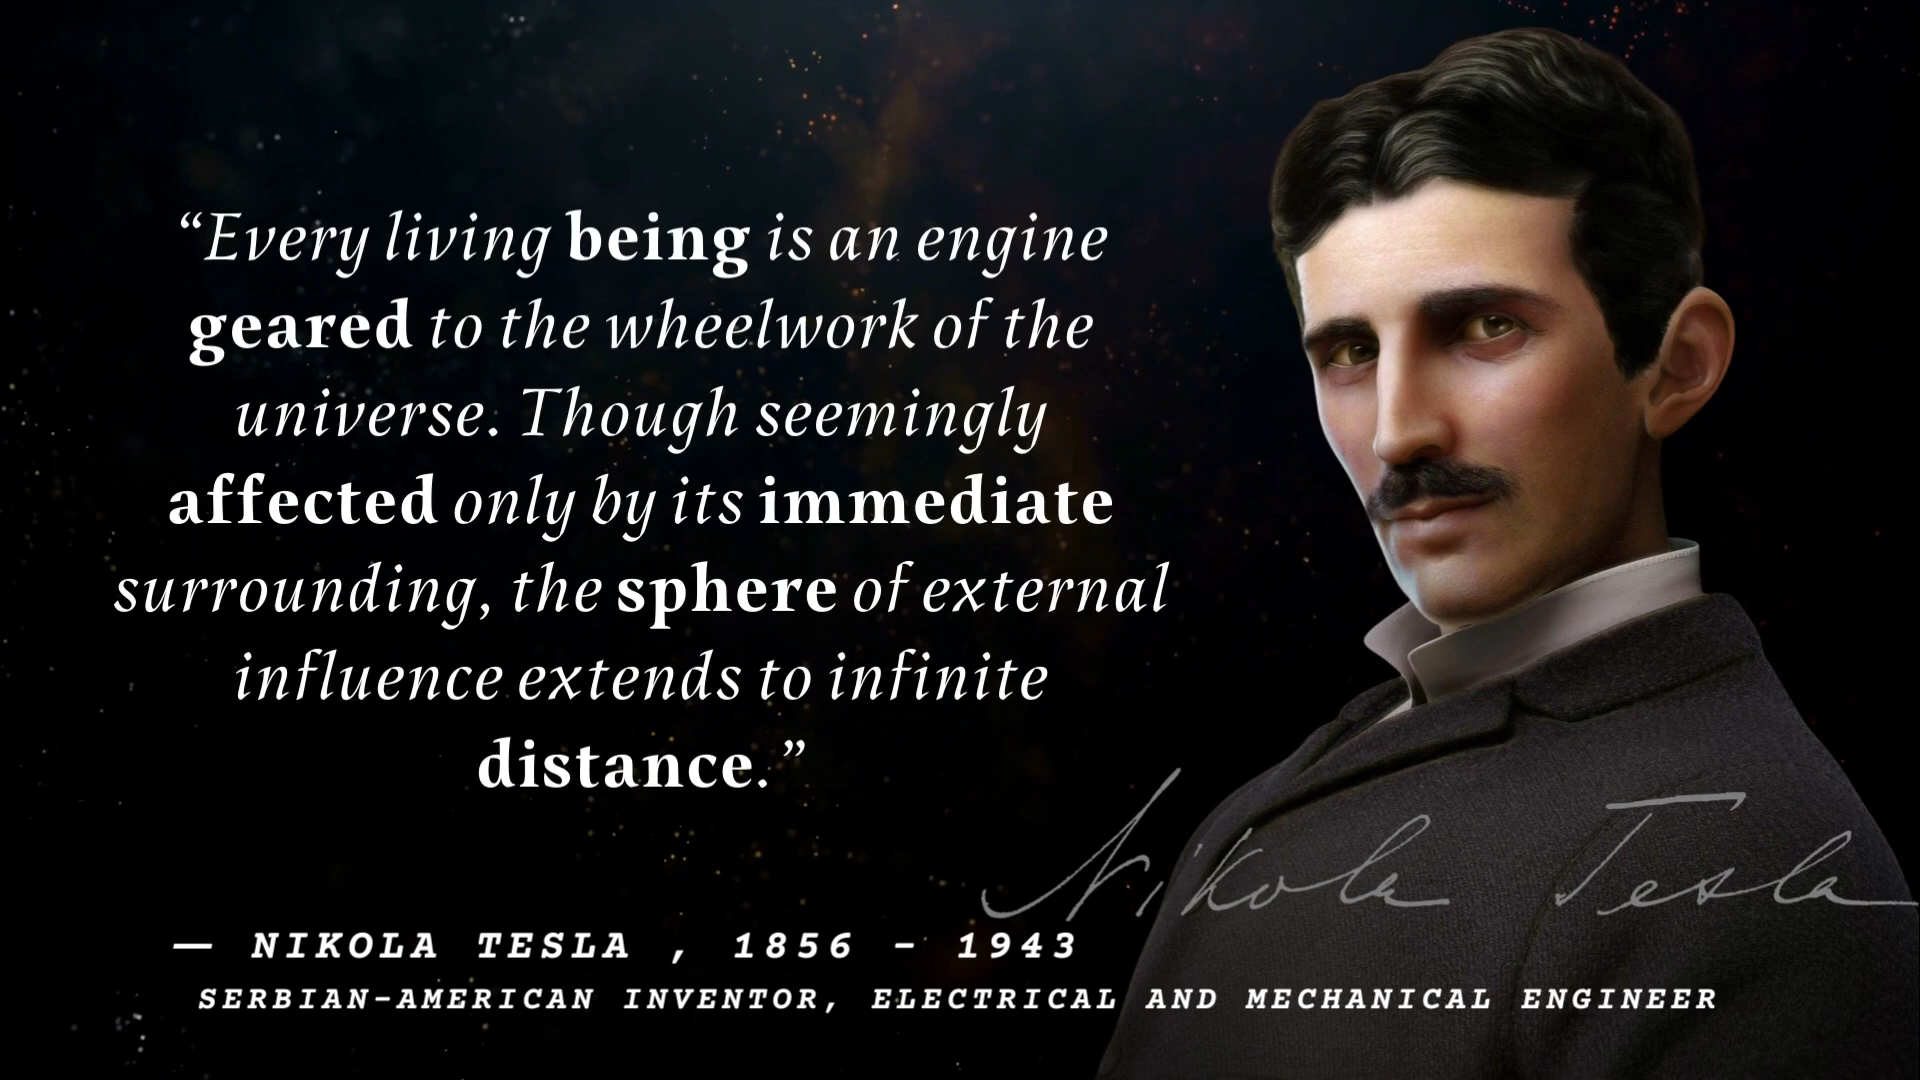 “Every living being is an engine
geared to the wheelwork of the
universe. Though seemingly
affected only by its immediate
surrounding, the sphere of external
influence extends to infinite
distance.”
Nikola Tesla
— NIKOLA TESLA , 1856 – 1943
SERBIAN-AMERICAN INVENTOR, ELECTRICAL AND MECHANICAL ENGINEER